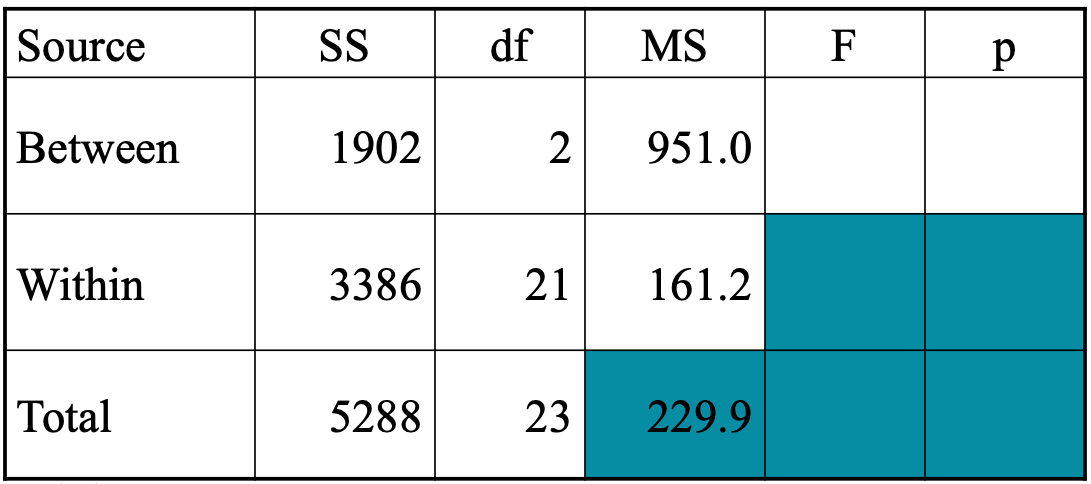 Source SS df MS F p
Between 1902 2 951.0
Within 3386 21 161.2
Total 5288 23 229.9